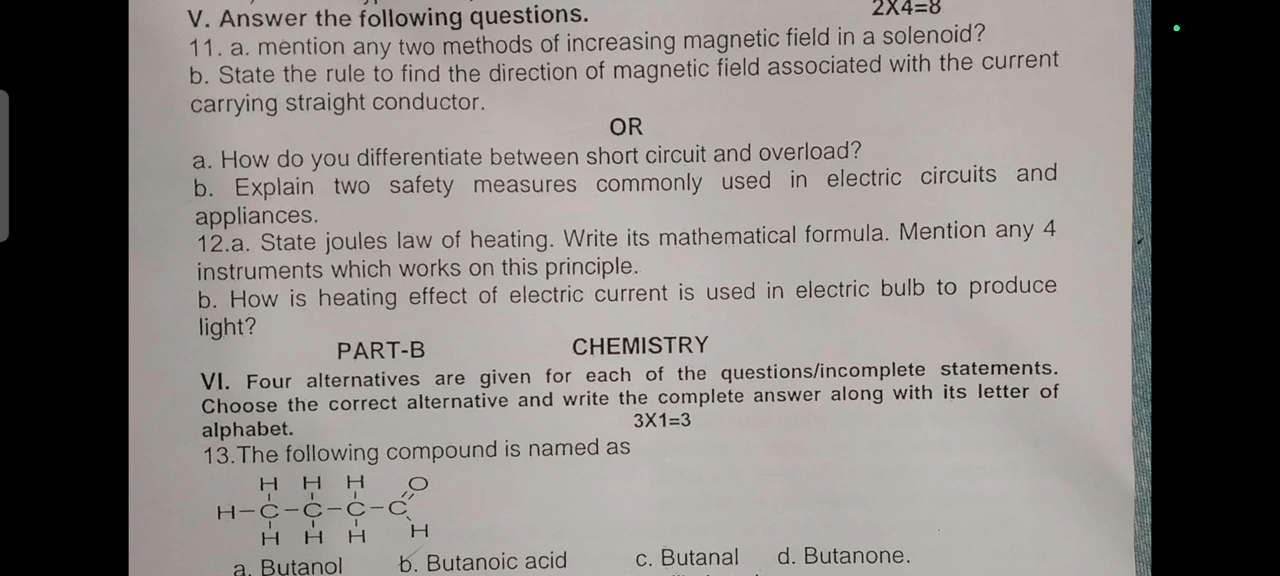 V. Answer the following questions. 2X4=8
11. a. mention any two methods of increasing magnetic field in a solenoid?
b. State the rule to find the direction of magnetic field associated with the current
carrying straight conductor.
OR
a. How do you differentiate between short circuit and overload?
b. Explain two safety measures commonly used in electric circuits and
appliances.
12.a. State joules law of heating. Write its mathematical formula. Mention any 4
instruments which works on this principle.
b. How is heating effect of electric current is used in electric bulb to produce
light?
PART-B CHEMISTRY
VI. Four alternatives are given for each of the questions/incomplete statements.
Choose the correct alternative and write the complete answer along with its letter of
alphabet. 3X1=3
13.The following compound is named as
H H H O
H-C-C-C-C
H H H H
a. Butanol b. Butanoic acid c. Butanal d. Butanone.